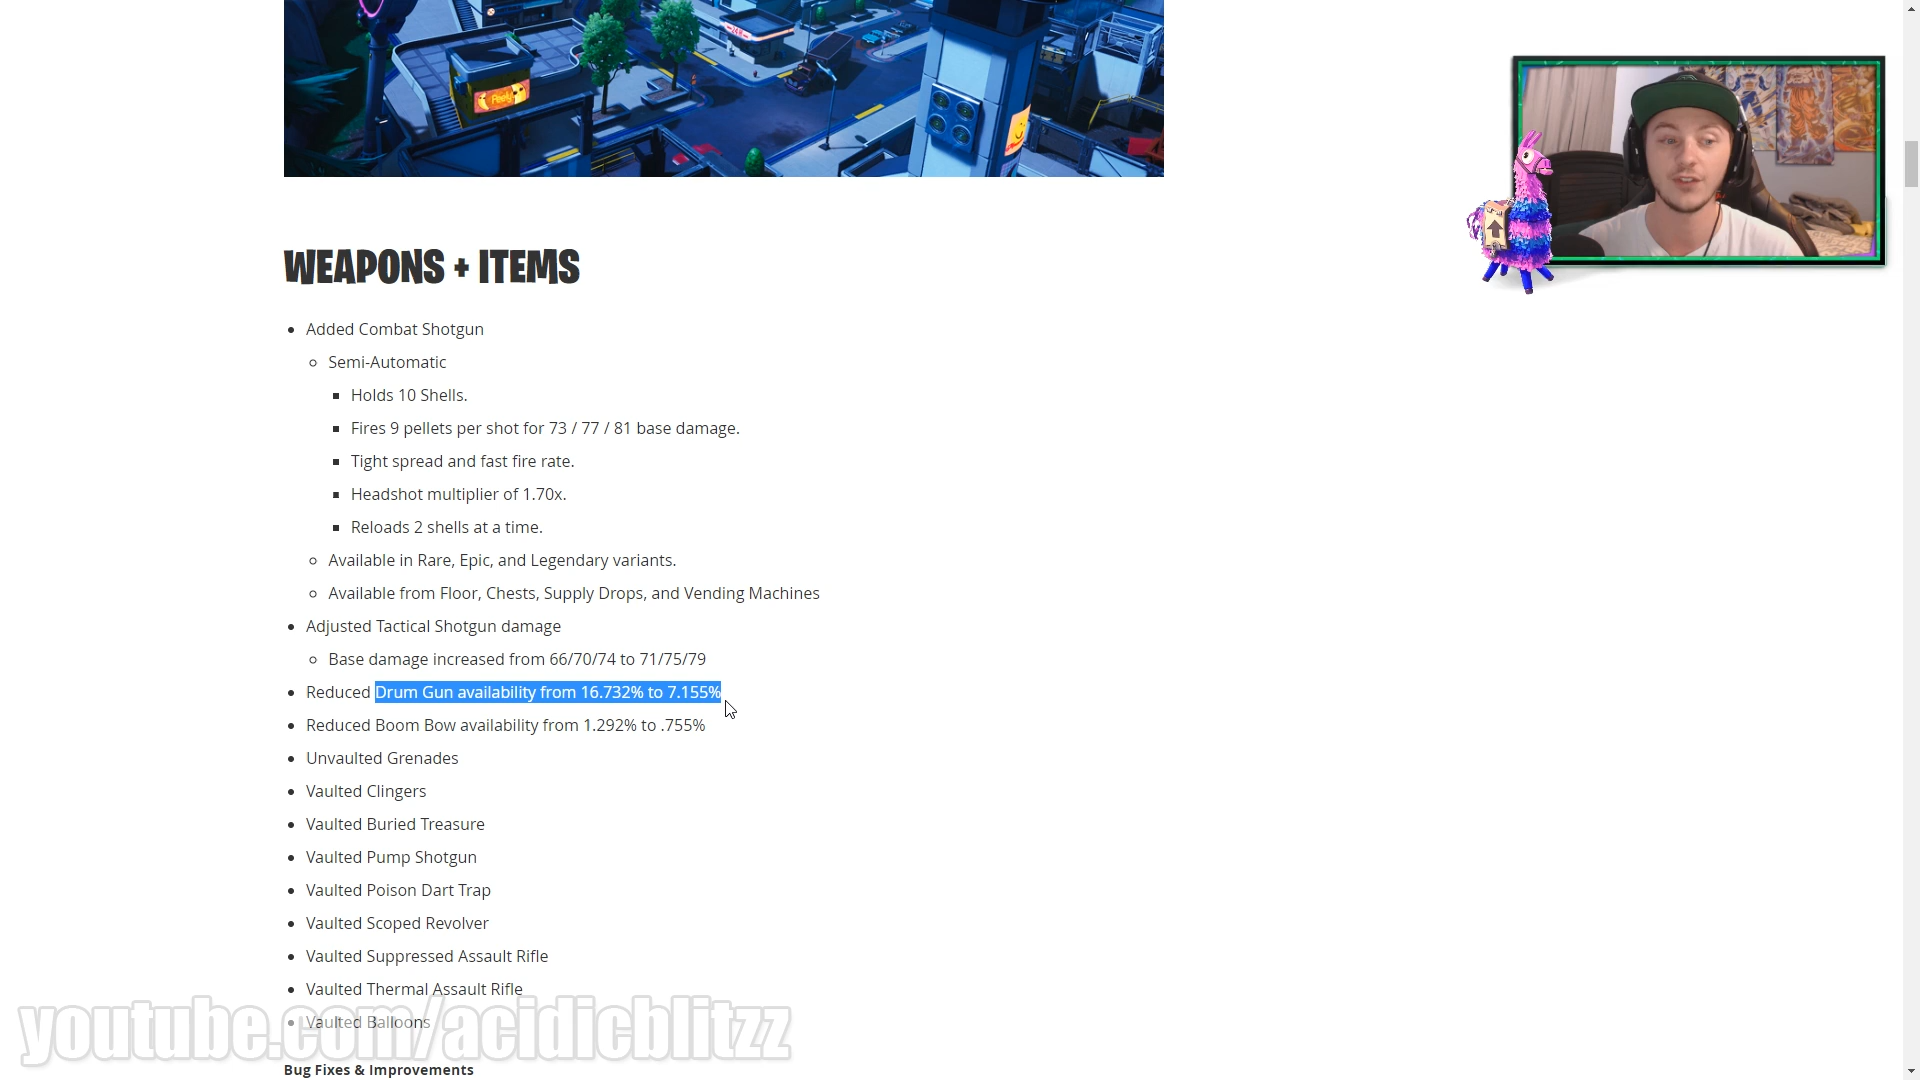 Peely
WEAPONS + ITEMS
• Added Combat Shotgun
◦ Semi-Automatic
▪ Holds 10 Shells.
▪ Fires 9 pellets per shot for 73 / 77 / 81 base damage.
▪ Tight spread and fast fire rate.
▪ Headshot multiplier of 1.70x.
▪ Reloads 2 shells at a time.
◦ Available in Rare, Epic, and Legendary variants.
◦ Available from Floor, Chests, Supply Drops, and Vending Machines
• Adjusted Tactical Shotgun damage
◦ Base damage increased from 66/70/74 to 71/75/79
• Reduced Drum Gun availability from 16.732% to 7.155%
• Reduced Boom Bow availability from 1.292% to .755%
• Unvaulted Grenades
• Vaulted Clingers
• Vaulted Buried Treasure
• Vaulted Pump Shotgun
• Vaulted Poison Dart Trap
• Vaulted Scoped Revolver
• Vaulted Suppressed Assault Rifle
• Vaulted Thermal Assault Rifle
• Vaulted Balloons
youtube.com/acidicblitzz
Bug Fixes & Improvements